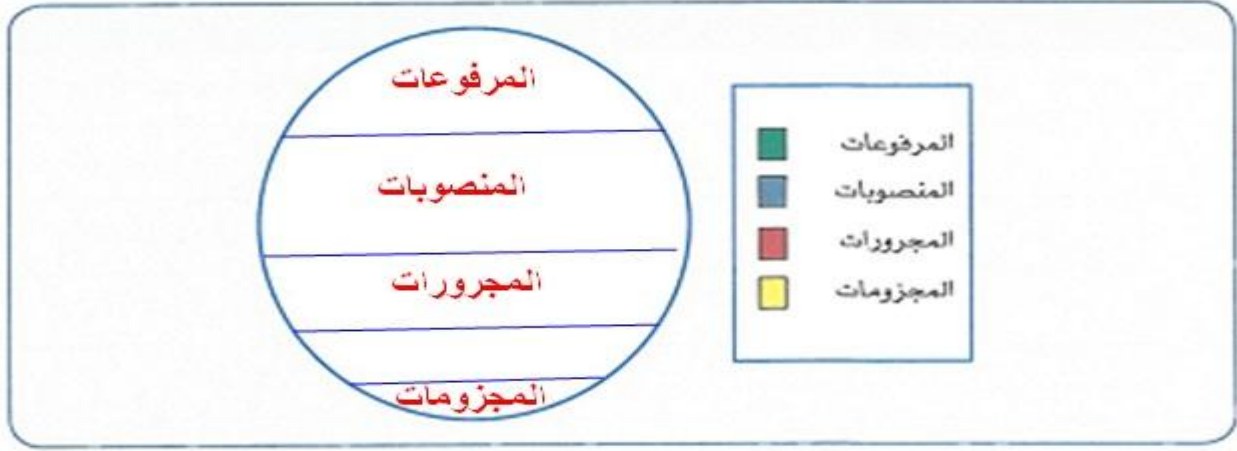 المرفوعات
المنصوبات
المجرورات
المجزومات
المرفوعات
المنصوبات
المجرورات
المجزومات